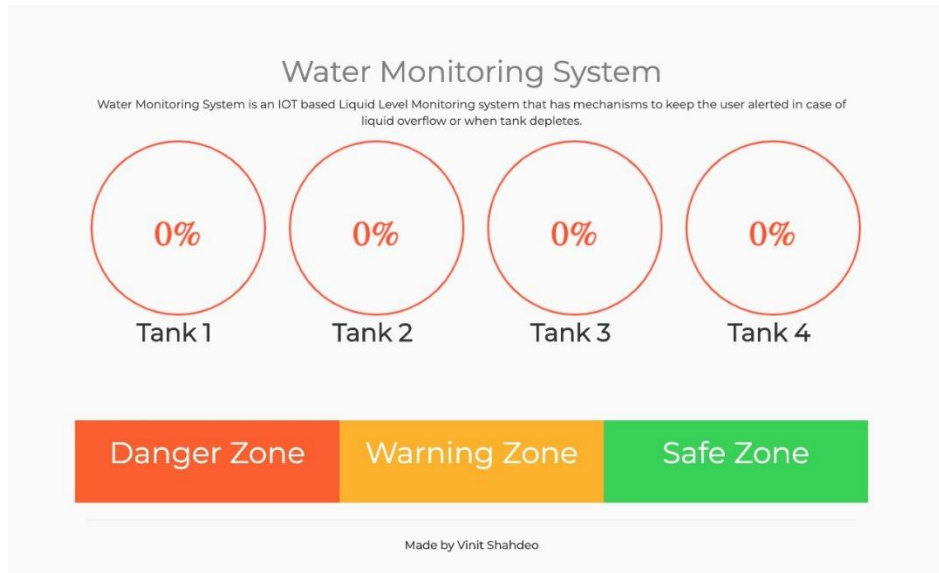 Water Monitoring System
Water Monitoring System is an IOT based Liquid Level Monitoring system that has mechanisms to keep the user alerted in case of
liquid overflow or when tank depletes.
0% 0% 0% 0%
Tank 1 Tank 2 Tank 3 Tank 4
Danger Zone Warning Zone Safe Zone
Made by Vinit Shahdeo